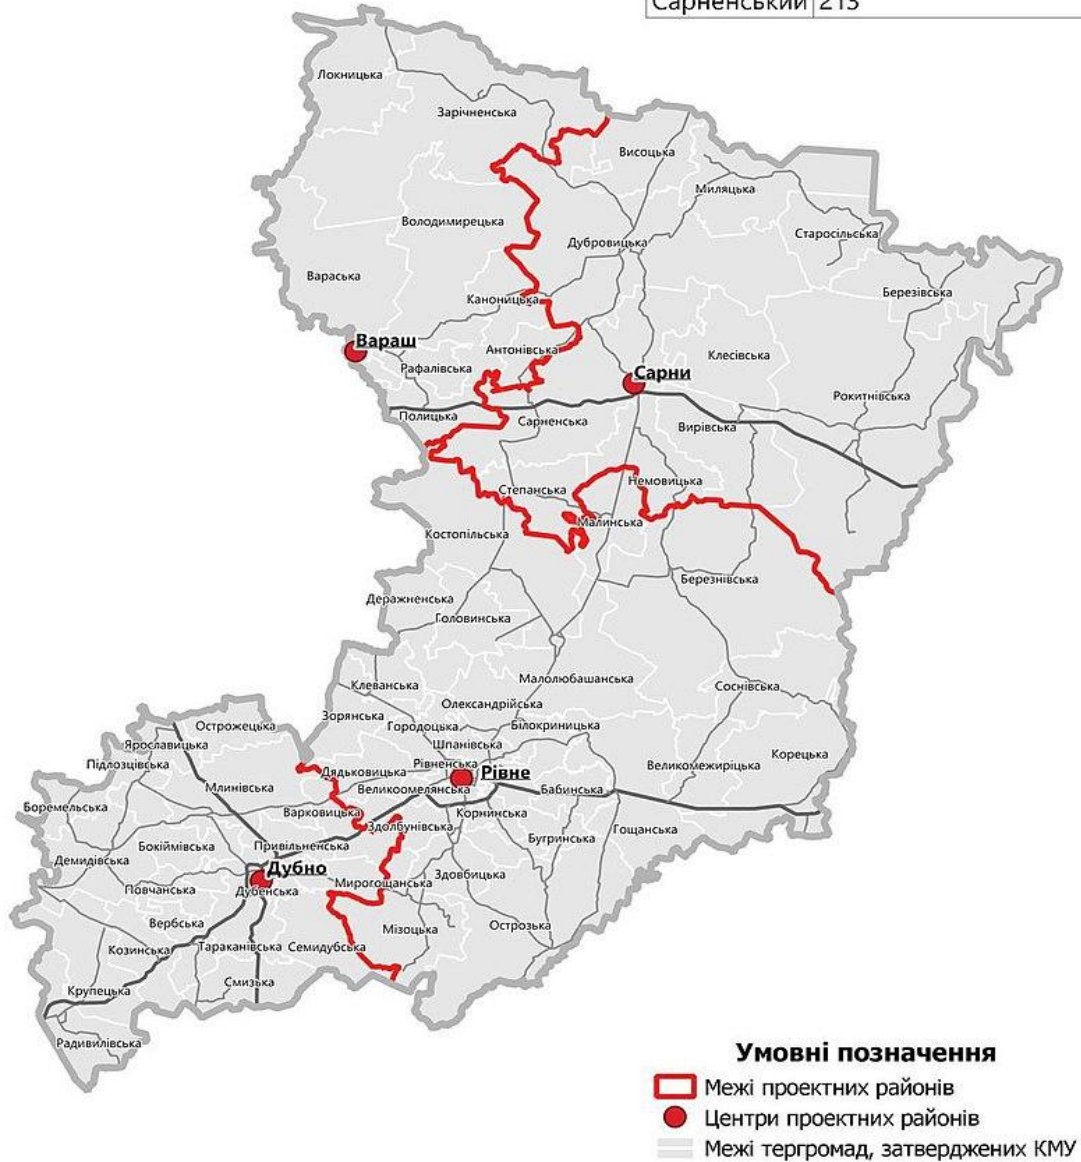 Сарненський 213
Локницька
Зарічненська
Висоцька
Миляцька
Володимирецька
Старосільська
Дубровицька
Вараська
Березівська
Каноницька
Вараш
Антонівська
Клесівська
Рафалівська
Сарни
Рокитнівська
Полицька
Сарненська
Вирівська
Немовицька
Степанська
Малинська
Костопільська
Березнівська
Деражненська
Головинська
Малолюбашанська
Клеванська
Соснівська
Олександрійська
Зорянська
Городоцька
Білокриницька
Острожецька
Шпанівська
Ярославицька
Корецька
Підлозцівська
Рівненська
Великомежиріцька
Дядьковицька
Рівне
Млинівська
Великоомелянська
Бабинська
Боремельська
Варковицька
Корнинська
Здолбунівська
Гощанська
Бугринська
Бокіймівська
Привільненська
Демидівська
Дубно
Здовбицька
Мирогощанська
Повчанська
Дубенська
Вербська
Острозька
Мізоцька
Козинська
Тараканівська
Семидубська
Смизька
Крупецька
Радивилівська
Умовні позначення
Межі проектних районів
Центри проектних районів
Межі тергромад, затверджених КМУ